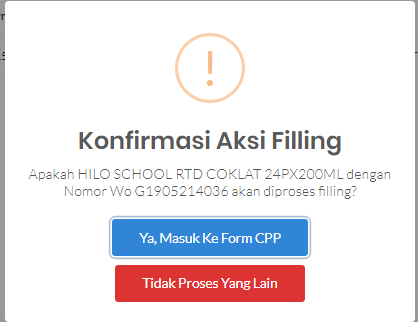 Konfirmasi Aksi Filling
Apakah HILO SCHOOL RTD COKLAT 24PX200ML dengan
Nomor Wo G1905214036 akan diproses filling?
Ya, Masuk Ke Form CPP
Tidak Proses Yang Lain